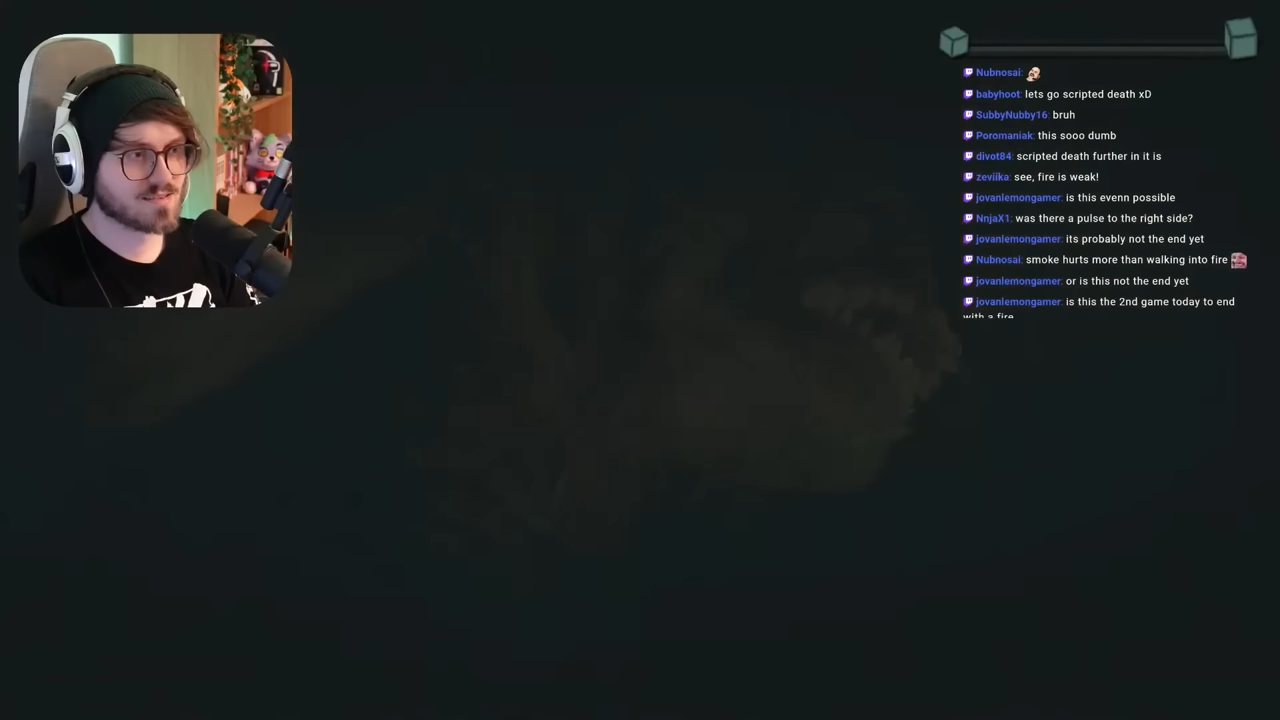 Nubnosai:
babyhoot: lets go scripted death xD
SubbyNubby16: bruh
Poromaniak: this sooo dumb
divot84: scripted death further in it is
zeviika: see, fire is weak!
jovanlemongamer: is this evenn possible
NnjaX1: was there a pulse to the right side?
jovanlemongamer: its probably not the end yet
Nubnosai: smoke hurts more than walking into fire
jovanlemongamer: or is this not the end yet
jovanlemongamer: is this the 2nd game today to end
with a fire